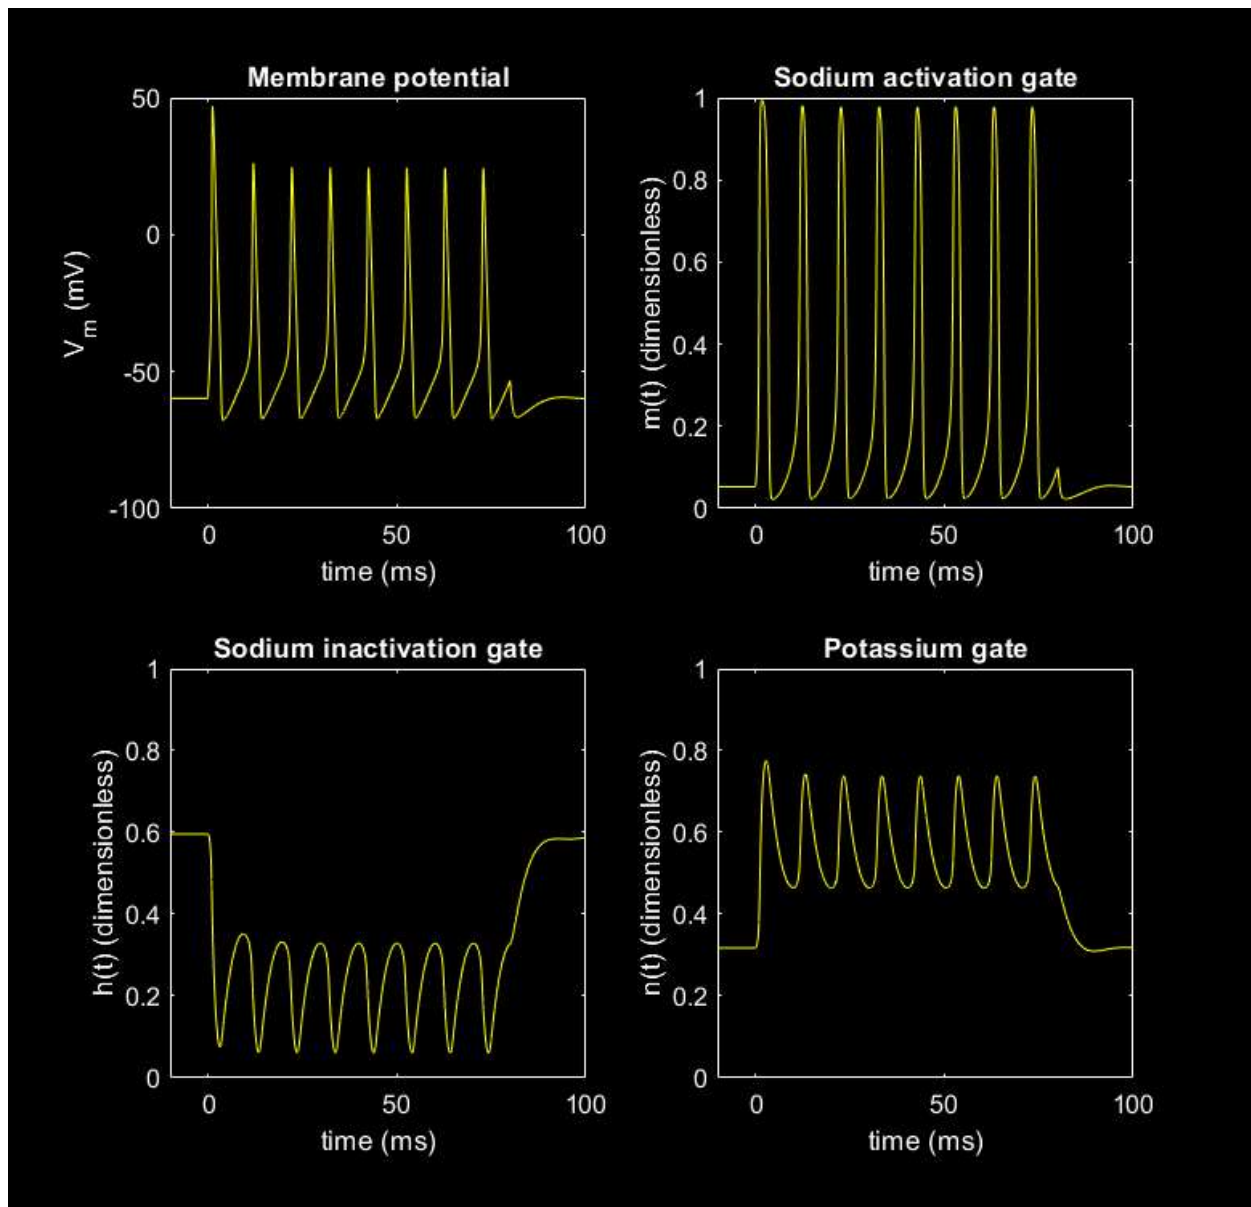 Membrane potential
50
0
-50
-100
V_m (mV)
0 50 100
time (ms)
Sodium activation gate
1
0.8
0.6
0.4
0.2
0
m(t) (dimensionless)
0 50 100
time (ms)
Sodium inactivation gate
1
0.8
0.6
0.4
0.2
0
h(t) (dimensionless)
0 50 100
time (ms)
Potassium gate
1
0.8
0.6
0.4
0.2
0
n(t) (dimensionless)
0 50 100
time (ms)